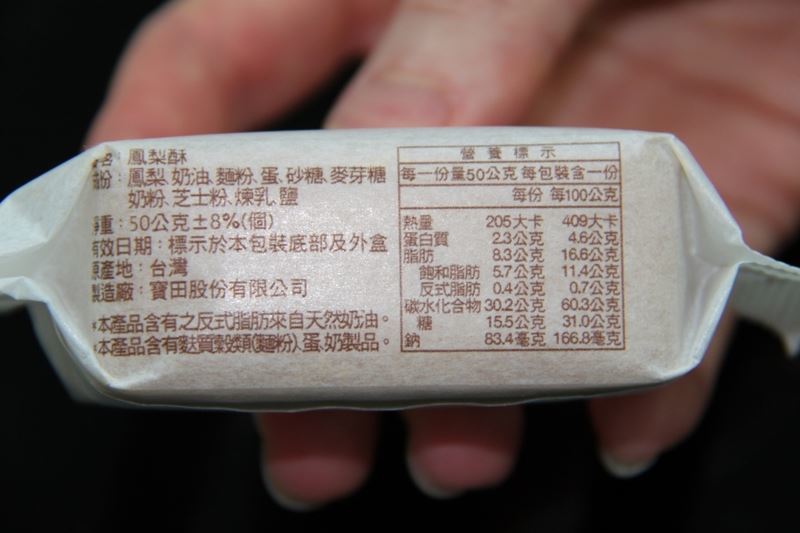 名：鳳梨酥
成份：鳳梨、奶油、麵粉、蛋、砂糖、麥芽糖
奶粉、芝士粉、煉乳、鹽
淨重：50公克±8%(個)
有效日期：標示於本包裝底部及外盒
原產地：台灣
製造廠：寶田股份有限公司
*本產品含有之反式脂肪來自天然奶油。
*本產品含有麩質穀類(麵粉)、蛋、奶製品。
營養標示
每一份量50公克 每包裝含一份
每份 每100公克
熱量 205大卡 409大卡
蛋白質 2.3公克 4.6公克
脂肪 8.3公克 16.6公克
飽和脂肪 5.7公克 11.4公克
反式脂肪 0.4公克 0.7公克
碳水化合物 30.2公克 60.3公克
糖 15.5公克 31.0公克
鈉 83.4毫克 166.8毫克